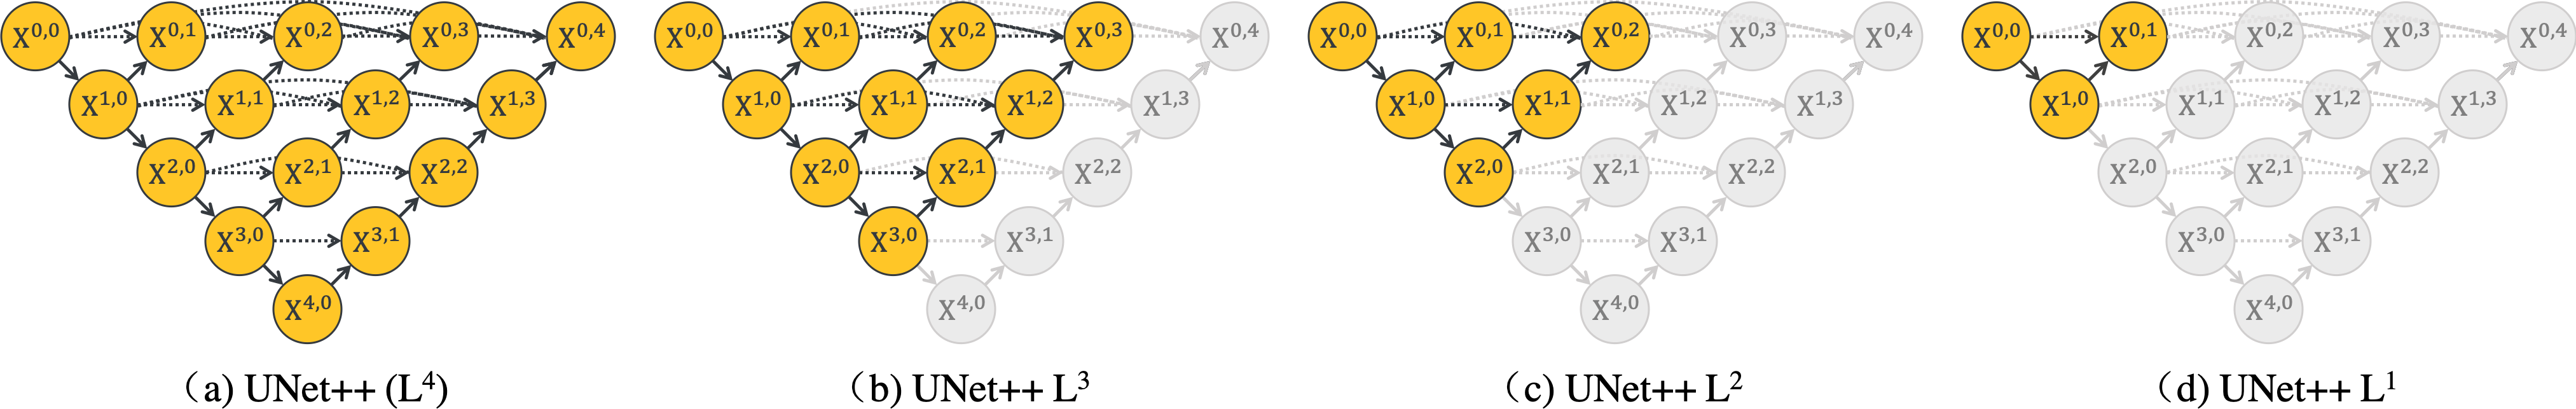 X^0,0 X^0,1 X^0,2 X^0,3 X^0,4 X^0,0 X^0,1 X^0,2 X^0,3 X^0,4 X^0,0 X^0,1 X^0,2 X^0,3 X^0,4 X^0,0 X^0,1 X^0,2 X^0,3 X^0,4
X^1,0 X^1,1 X^1,2 X^1,3 X^1,0 X^1,1 X^1,2 X^1,3 X^1,0 X^1,1 X^1,2 X^1,3 X^1,0 X^1,1 X^1,2 X^1,3
X^2,0 X^2,1 X^2,2 X^2,0 X^2,1 X^2,2 X^2,0 X^2,1 X^2,2 X^2,0 X^2,1 X^2,2
X^3,0 X^3,1 X^3,0 X^3,1 X^3,0 X^3,1 X^3,0 X^3,1
X^4,0 X^4,0 X^4,0 X^4,0
（a) UNet++ (L^4) （b) UNet++ L^3 （c) UNet++ L^2 （d) UNet++ L^1